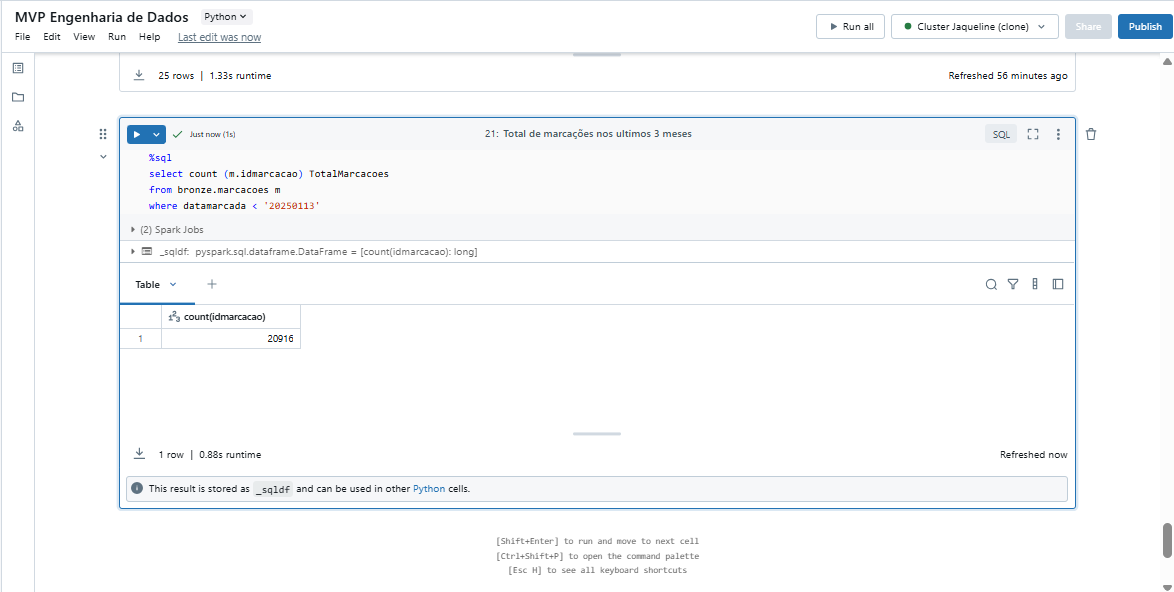 MVP Engenharia de Dados Python
File Edit View Run Help Last edit was now
Run all Cluster Jaqueline (clone) Share Publish
25 rows | 1.33s runtime
Refreshed 56 minutes ago
Just now (1s)
21: Total de marcações nos ultimos 3 meses
SQL
%sql
select count (m.idmarcacao) TotalMarcacoes
from bronze.marcacoes m
where datamarcada < '20250113'
(2) Spark Jobs
_sqldf: pyspark.sql.dataframe.DataFrame = [count(idmarcacao): long]
Table +
123 count(idmarcacao)
1 20916
1 row | 0.88s runtime
Refreshed now
This result is stored as _sqldf and can be used in other Python cells.
[Shift+Enter] to run and move to next cell
[Ctrl+Shift+P] to open the command palette
[Esc H] to see all keyboard shortcuts